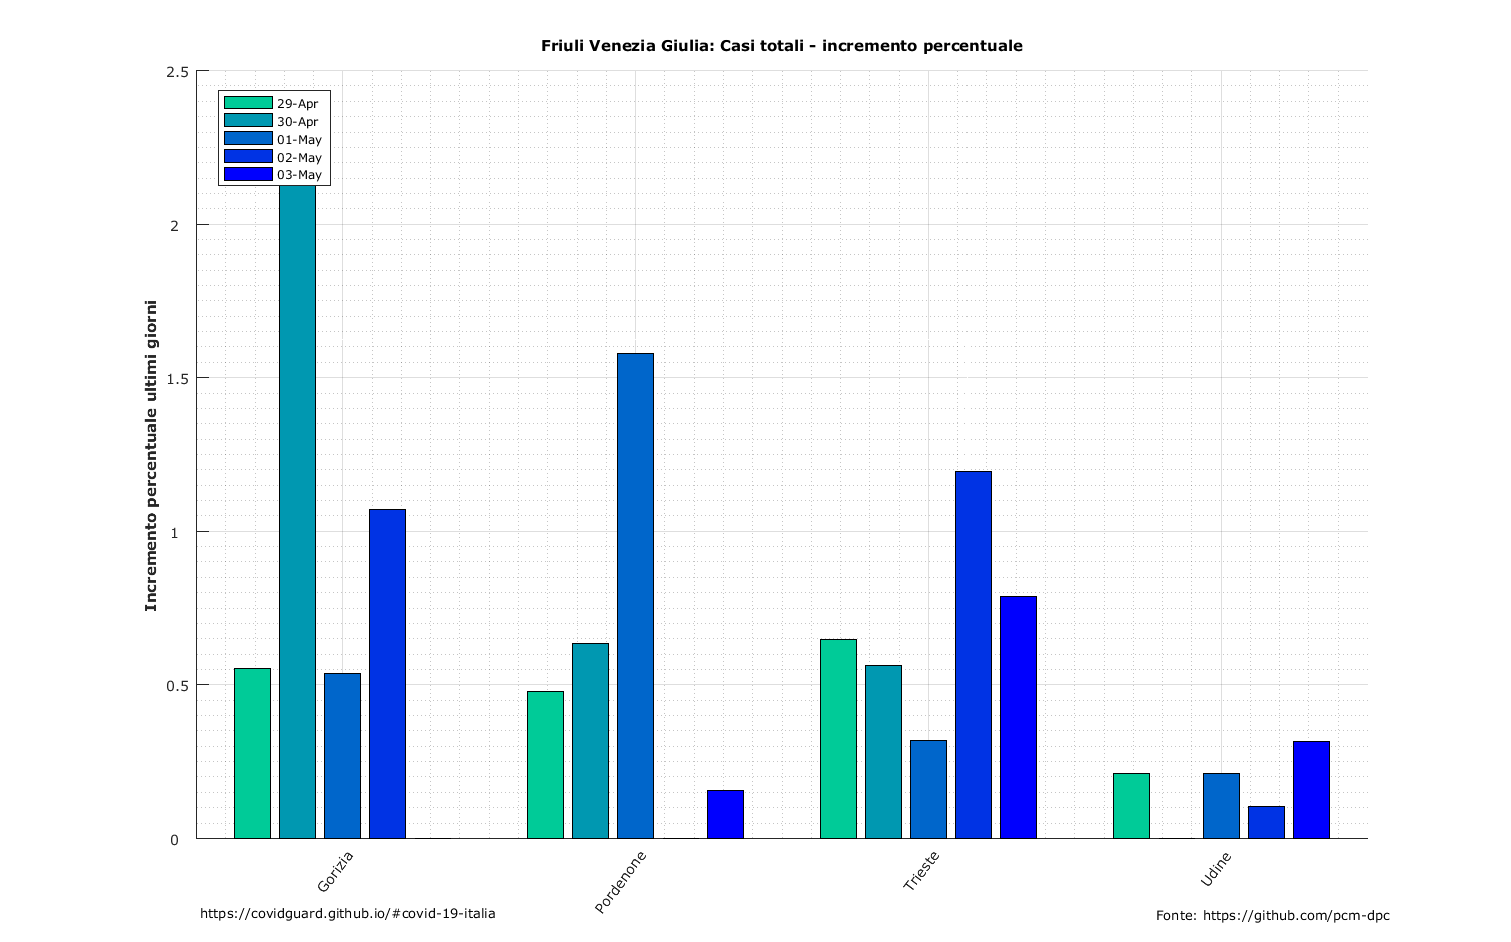 Friuli Venezia Giulia: Casi totali - incremento percentuale
2.5
2
1.5
1
0.5
0
Incremento percentuale ultimi giorni
29-Apr
30-Apr
01-May
02-May
03-May
Gorizia
Pordenone
Trieste
Udine
https://covidguard.github.io/#covid-19-italia
Fonte: https://github.com/pcm-dpc